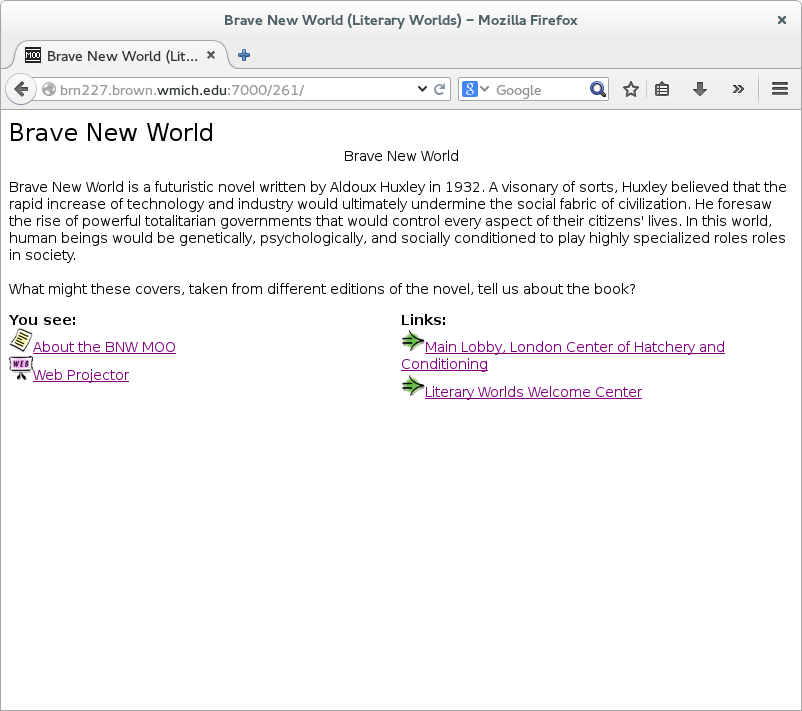 Brave New World (Literary Worlds) – Mozilla Firefox
MOO Brave New World (Lit...
brn227.brown.wmich.edu:7000/261/
8 Google
Brave New World
Brave New World
Brave New World is a futuristic novel written by Aldoux Huxley in 1932. A visonary of sorts, Huxley believed that the
rapid increase of technology and industry would ultimately undermine the social fabric of civilization. He foresaw
the rise of powerful totalitarian governments that would control every aspect of their citizens' lives. In this world,
human beings would be genetically, psychologically, and socially conditioned to play highly specialized roles roles
in society.
What might these covers, taken from different editions of the novel, tell us about the book?
You see:
About the BNW MOO
WEB Web Projector
Links:
Main Lobby, London Center of Hatchery and
Conditioning
Literary Worlds Welcome Center